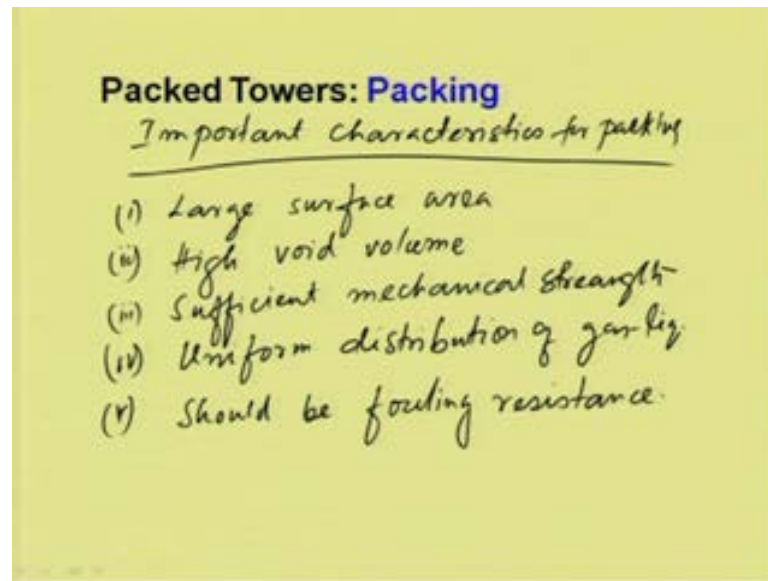 Packed Towers: Packing
Important characteristics for packing
(i) Large surface area
(ii) High void volume
(iii) Sufficient mechanical streangth
(iv) Uniform distribution of gas-liq.
(v) Should be fouling resistance.